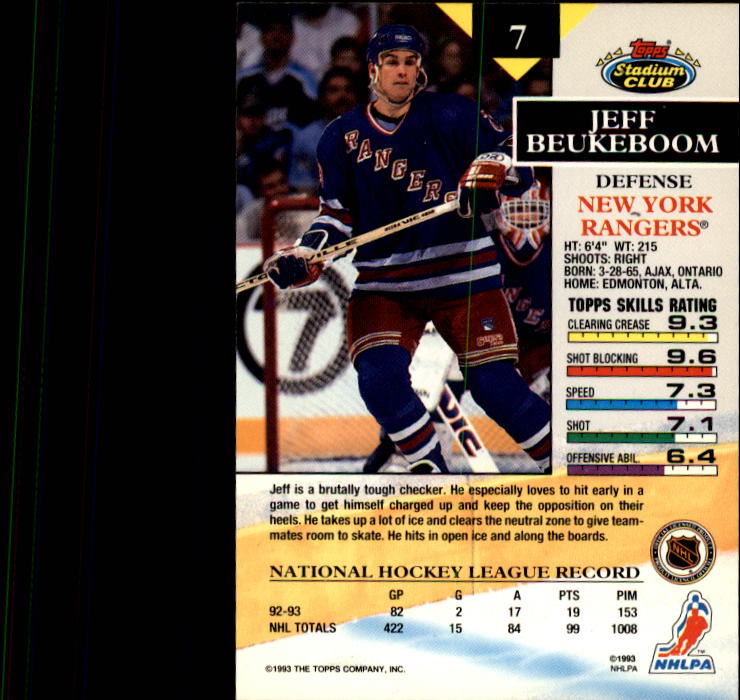 7
Topps
Stadium
CLUB
JEFF
BEUKEBOOM
DEFENSE
NEW YORK
RANGERS®
HT: 6'4" WT: 215
SHOOTS: RIGHT
BORN: 3-28-65, AJAX, ONTARIO
HOME: EDMONTON, ALTA.
TOPPS SKILLS RATING
CLEARING CREASE 9.3
SHOT BLOCKING 9.6
SPEED 7.3
SHOT 7.1
OFFENSIVE ABIL. 6.4
RANGERS
Jeff is a brutally tough checker. He especially loves to hit early in a
game to get himself charged up and keep the opposition on their
heels. He takes up a lot of ice and clears the neutral zone to give team-
mates room to skate. He hits in open ice and along the boards.
NHL
NATIONAL HOCKEY LEAGUE RECORD
GP G A PTS PIM
92-93 82 2 17 19 153
NHL TOTALS 422 15 84 99 1008
©1993 THE TOPPS COMPANY, INC.
©1993
NHLPA
NHLPA
TM